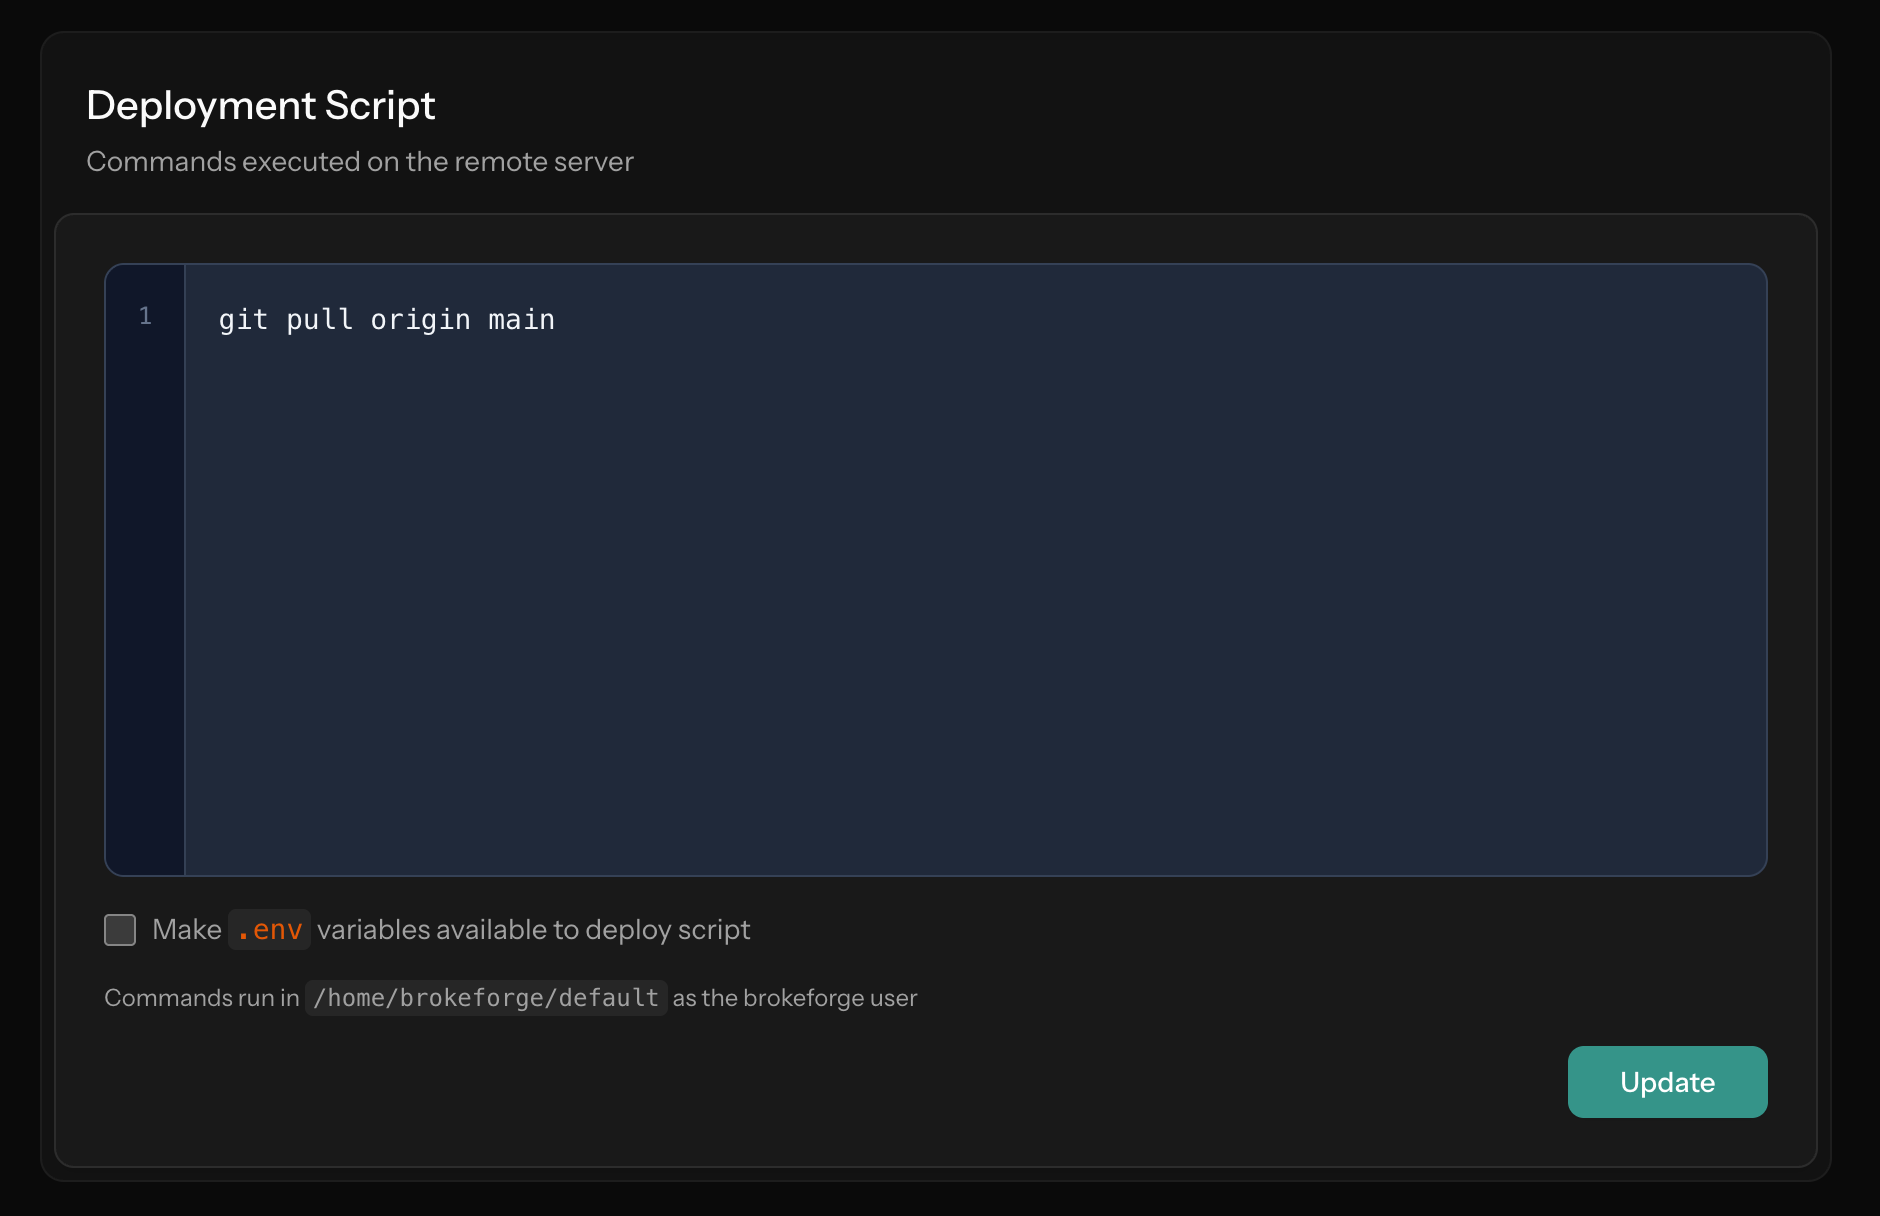 Deployment Script
Commands executed on the remote server
1 git pull origin main
Make .env variables available to deploy script
Commands run in /home/brokeforge/default as the brokeforge user
Update